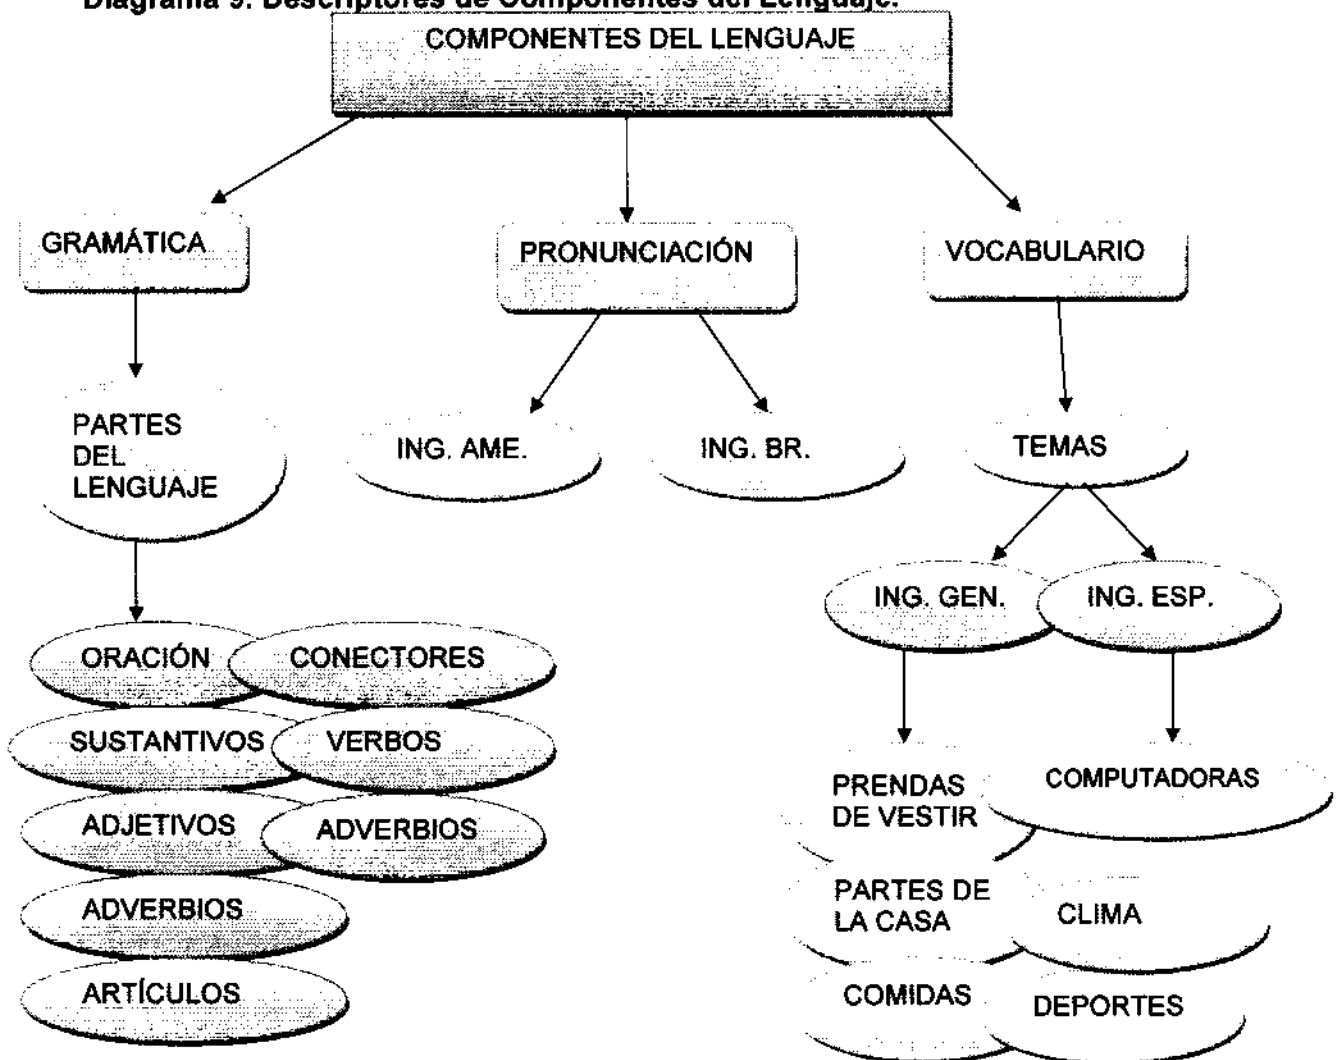 Diagrama 9. Descriptores de Componentes del Lenguaje.
COMPONENTES DEL LENGUAJE
GRAMÁTICA
PRONUNCIACIÓN
VOCABULARIO
PARTES
DEL
LENGUAJE
ING. AME.
ING. BR.
TEMAS
ING. GEN.
ING. ESP.
ORACIÓN
CONECTORES
SUSTANTIVOS
VERBOS
ADJETIVOS
ADVERBIOS
ADVERBIOS
ARTÍCULOS
PRENDAS
DE VESTIR
COMPUTADORAS
PARTES DE
LA CASA
CLIMA
COMIDAS
DEPORTES